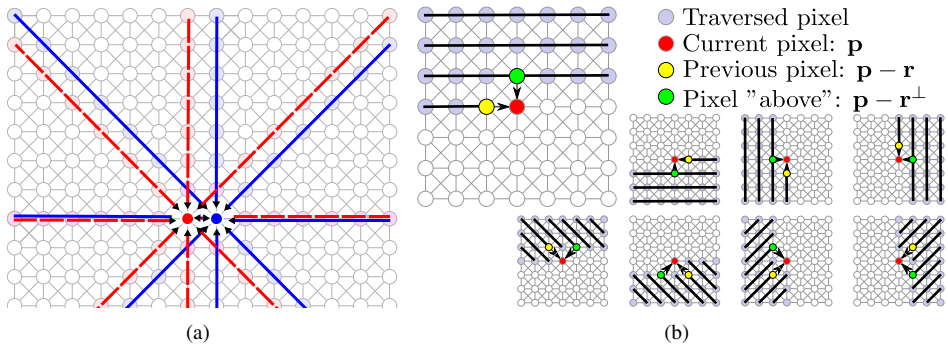 Traversed pixel
Current pixel: p
Previous pixel: p − r
Pixel "above": p − r⊥
(a)
(b)